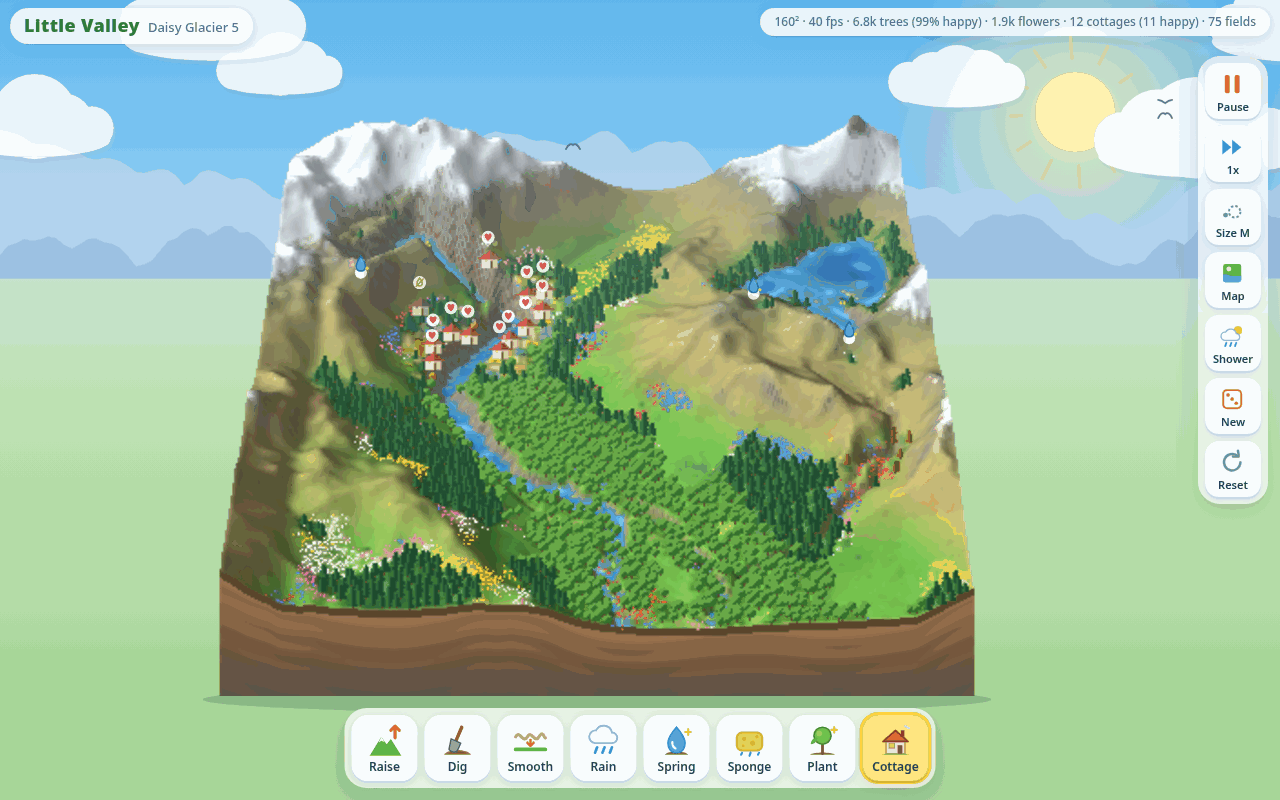 Little Valley Daisy Glacier 5
160² · 40 fps · 6.8k trees (99% happy) · 1.9k flowers · 12 cottages (11 happy) · 75 fields
Pause
1x
Size M
Map
Shower
New
Reset
Raise
Dig
Smooth
Rain
Spring
Sponge
Plant
Cottage